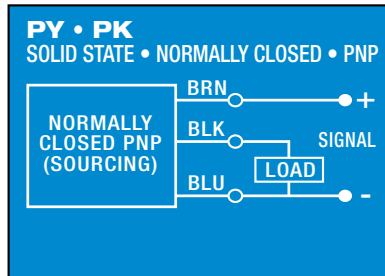 PY • PK
SOLID STATE • NORMALLY CLOSED • PNP
BRN
+
NORMALLY
CLOSED PNP
(SOURCING)
BLK
SIGNAL
LOAD
BLU
-